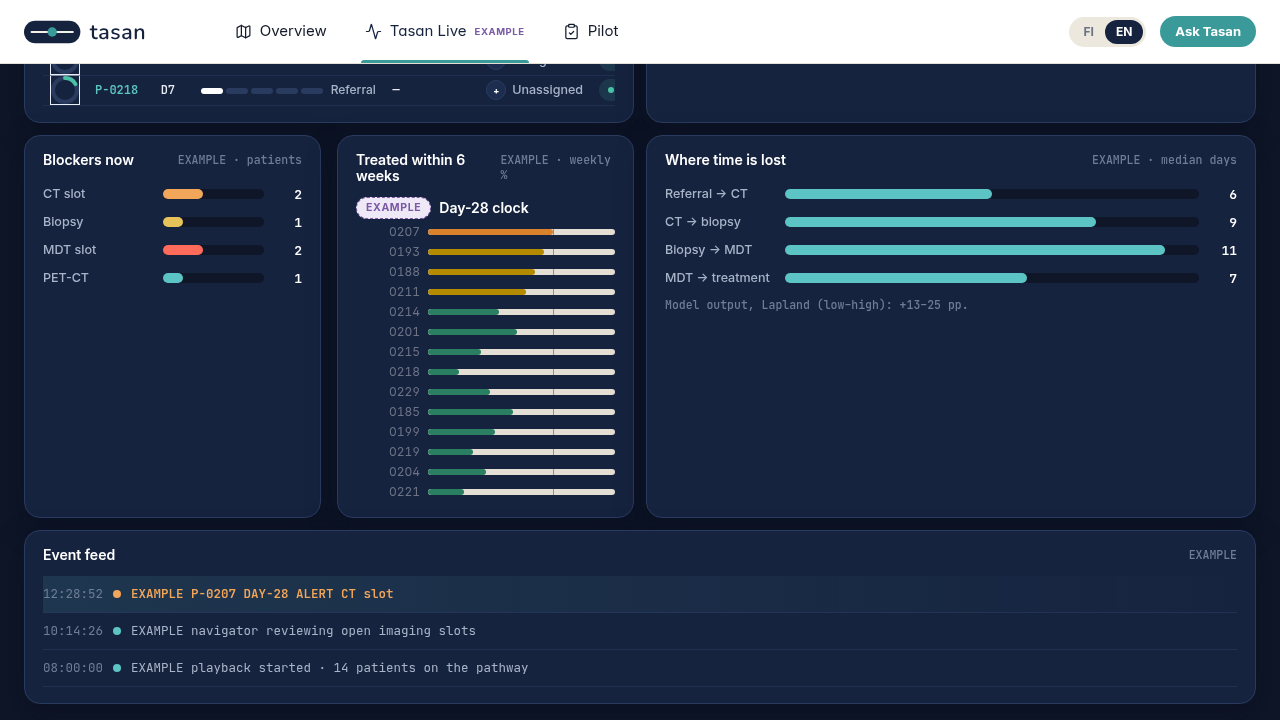 tasan
Overview
Tasan Live EXAMPLE
Pilot
FI EN
Ask Tasan
P-0218 D7 Referral — + Unassigned
Blockers now EXAMPLE · patients
CT slot 2
Biopsy 1
MDT slot 2
PET-CT 1
Treated within 6 weeks
EXAMPLE · weekly %
EXAMPLE Day-28 clock
0207
0193
0188
0211
0214
0201
0215
0218
0229
0185
0199
0219
0204
0221
Where time is lost EXAMPLE · median days
Referral → CT 6
CT → biopsy 9
Biopsy → MDT 11
MDT → treatment 7
Model output, Lapland (low–high): +13–25 pp.
Event feed EXAMPLE
12:28:52 EXAMPLE P-0207 DAY-28 ALERT CT slot
10:14:26 EXAMPLE navigator reviewing open imaging slots
08:00:00 EXAMPLE playback started · 14 patients on the pathway